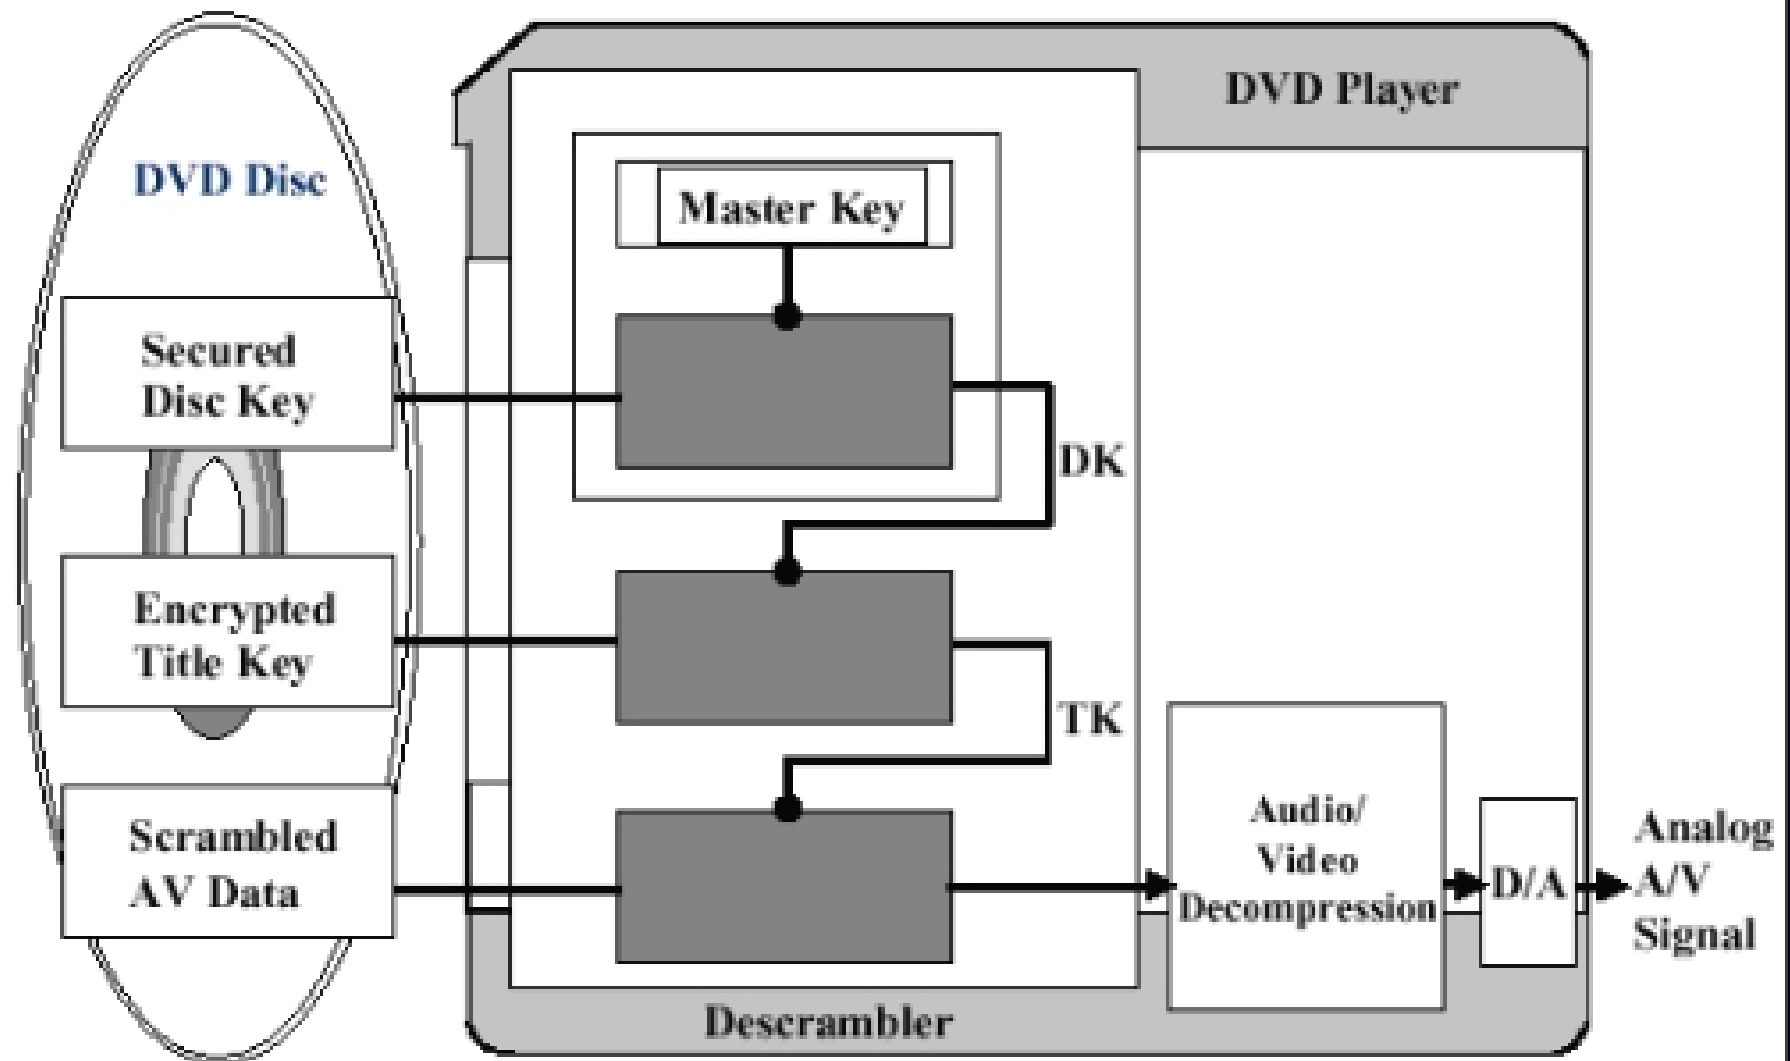 DVD Player
DVD Disc
Master Key
Secured
Disc Key
DK
Encrypted
Title Key
TK
Scrambled
AV Data
Audio/
Video
Decompression
D/A
Analog
A/V
Signal
Descrambler